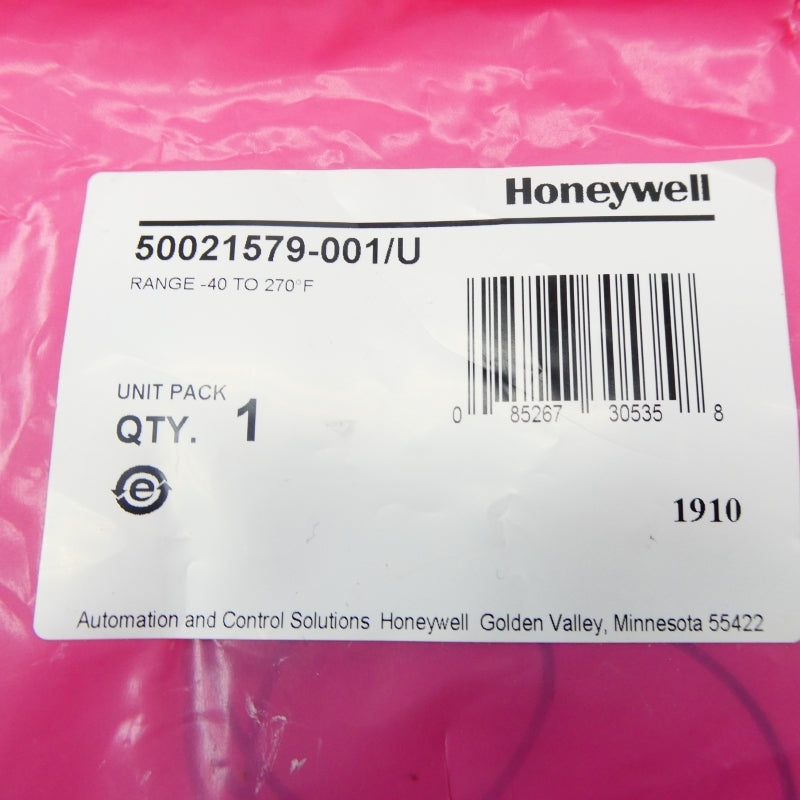 Honeywell
50021579-001/U
RANGE -40 TO 270°F
0 85267 30535 8
UNIT PACK
QTY. 1
e
1910
Automation and Control Solutions Honeywell Golden Valley, Minnesota 55422